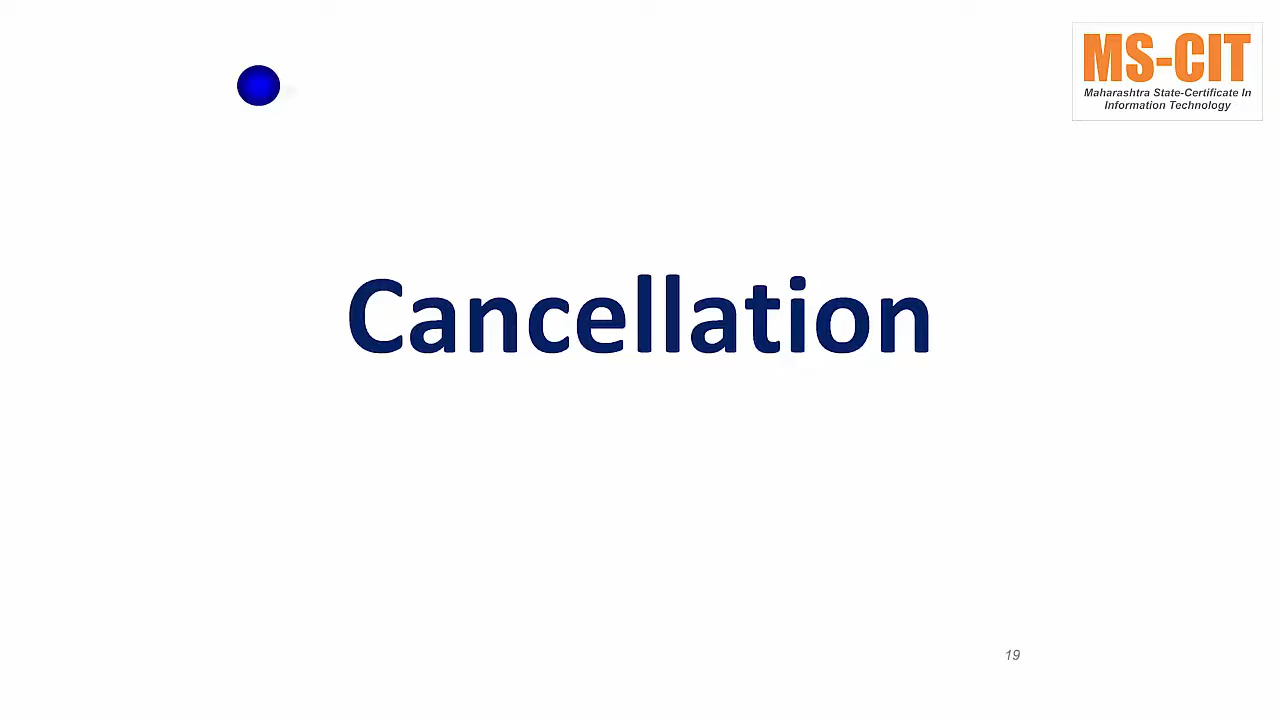 MS-CIT
Maharashtra State-Certificate In
Information Technology
Cancellation
19